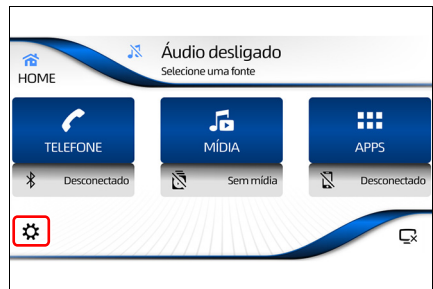 Áudio desligado
Selecione uma fonte
HOME
TELEFONE
MÍDIA
APPS
Desconectado
Sem mídia
Desconectado